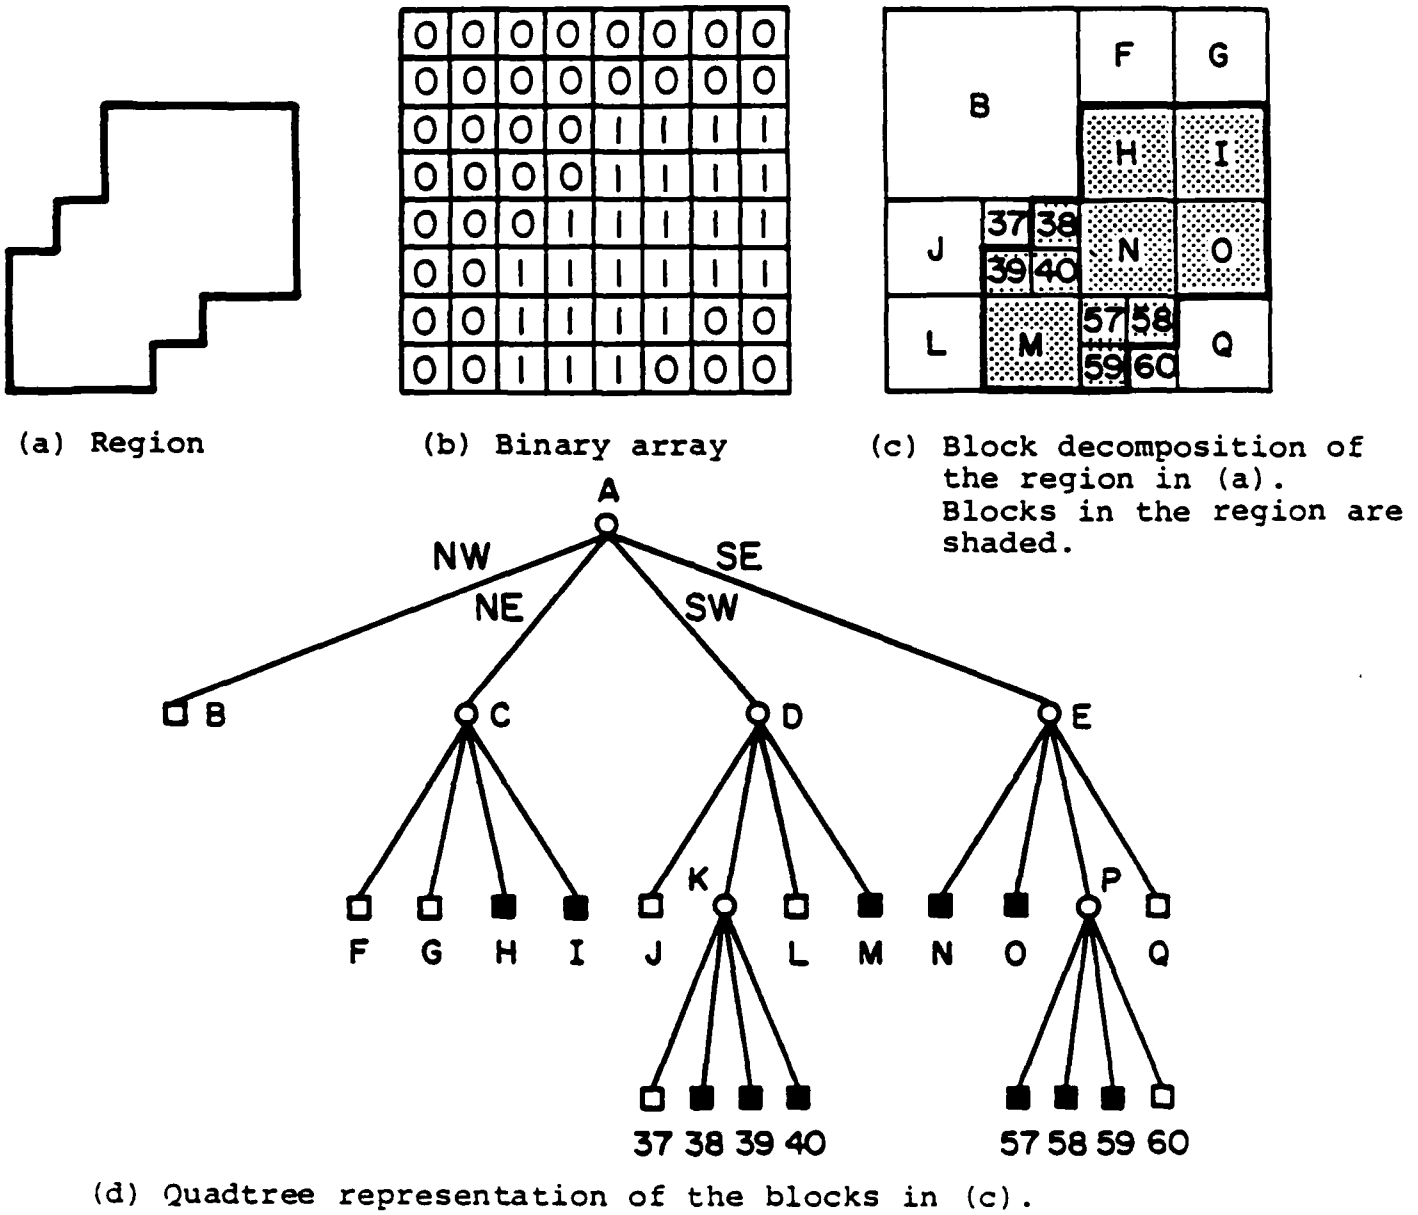 0 0 0 0 0 0 0 0
0 0 0 0 0 0 0 0
0 0 0 0 1 1 1 1
0 0 0 0 1 1 1 1
0 0 0 1 1 1 1 1
0 0 1 1 1 1 1 1
0 0 1 1 1 1 0 0
0 0 1 1 1 0 0 0
F G
B
H I
37 38
J N O
39 40
57 58
L M Q
59 60
(a) Region
(b) Binary array
(c) Block decomposition of
the region in (a).
Blocks in the region are
shaded.
A
NW SE
NE SW
B C D E
K P
F G H I J L M N O Q
37 38 39 40 57 58 59 60
(d) Quadtree representation of the blocks in (c).